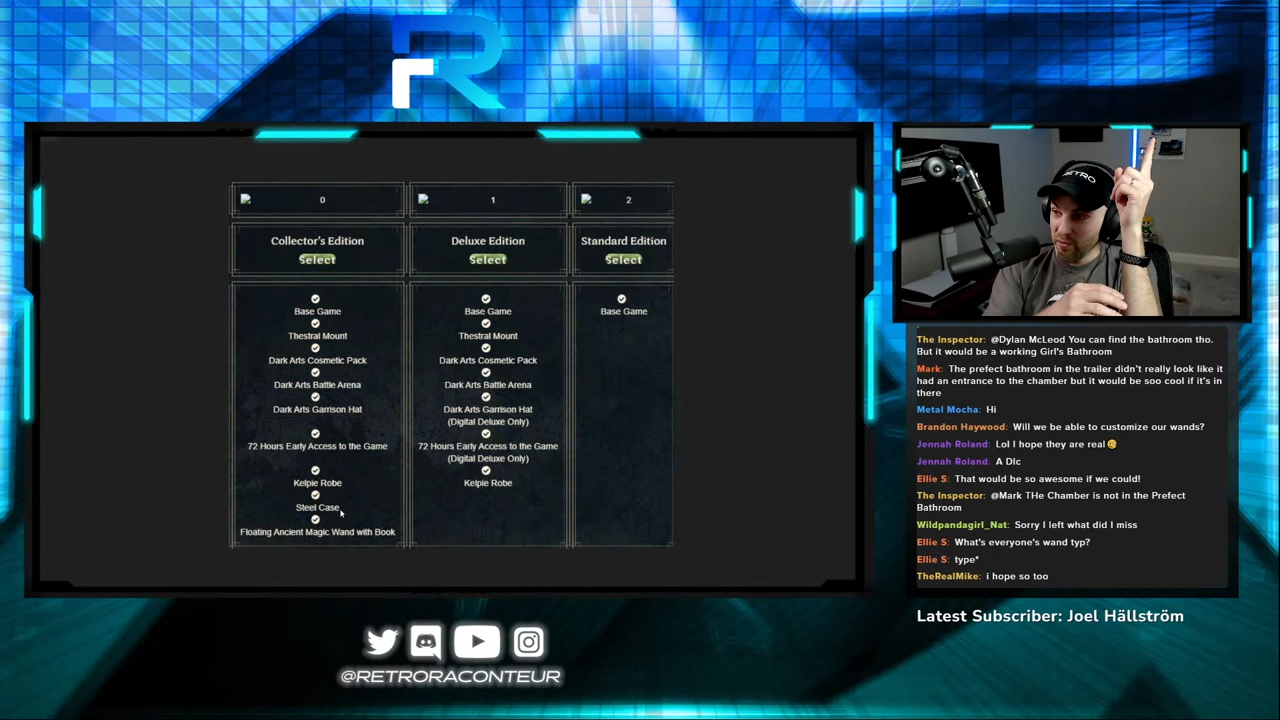 0
1
2
Collector's Edition
Select
Deluxe Edition
Select
Standard Edition
Select
Base Game
Thestral Mount
Dark Arts Cosmetic Pack
Dark Arts Battle Arena
Dark Arts Garrison Hat
72 Hours Early Access to the Game
Kelpie Robe
Steel Case
Floating Ancient Magic Wand with Book
Base Game
Thestral Mount
Dark Arts Cosmetic Pack
Dark Arts Battle Arena
Dark Arts Garrison Hat
(Digital Deluxe Only)
72 Hours Early Access to the Game
(Digital Deluxe Only)
Kelpie Robe
Base Game
RETRO
The Inspector: @Dylan McLeod You can find the bathroom tho.
But it would be a working Girl's Bathroom
Mark: The prefect bathroom in the trailer didn't really look like it
had an entrance to the chamber but it would be soo cool if it's in
there
Metal Mocha: Hi
Brandon Haywood: Will we be able to customize our wands?
Jennah Roland: Lol I hope they are real
Jennah Roland: A Dlc
Ellie S: That would be so awesome if we could!
The Inspector: @Mark THe Chamber is not in the Prefect
Bathroom
Wildpandagirl_Nat: Sorry I left what did I miss
Ellie S: What's everyone's wand typ?
Ellie S: type*
TheRealMike: i hope so too
Latest Subscriber: Joel Hällström
@RETRORACONTEUR